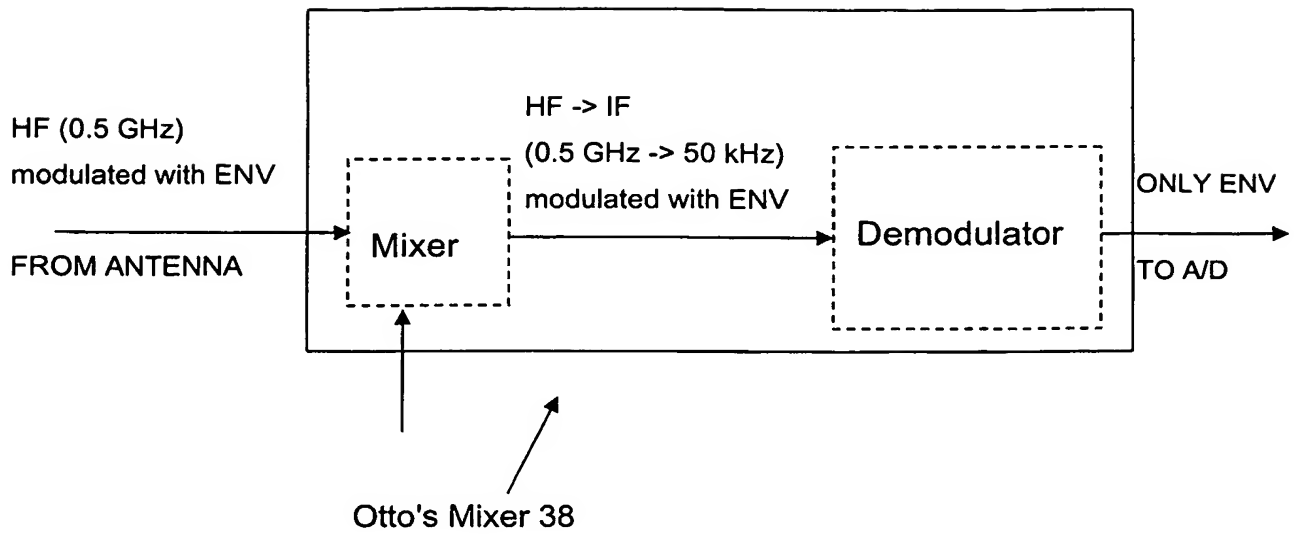 HF (0.5 GHz)
modulated with ENV
FROM ANTENNA
Mixer
HF -> IF
(0.5 GHz -> 50 kHz)
modulated with ENV
Demodulator
ONLY ENV
TO A/D
Otto's Mixer 38